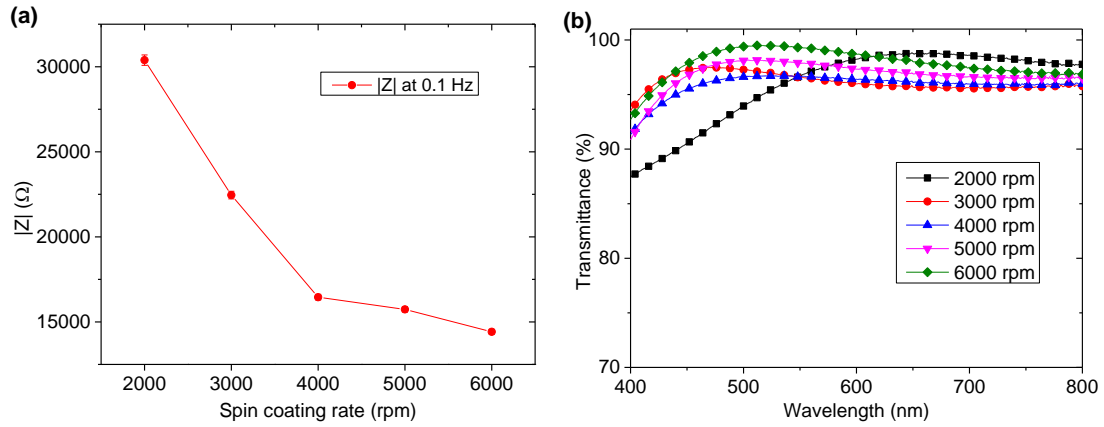 (a)
|Z| (Ω)
30000
25000
20000
15000
|Z| at 0.1 Hz
2000 3000 4000 5000 6000
Spin coating rate (rpm)
(b)
Transmittance (%)
100
90
80
70
2000 rpm
3000 rpm
4000 rpm
5000 rpm
6000 rpm
400 500 600 700 800
Wavelength (nm)